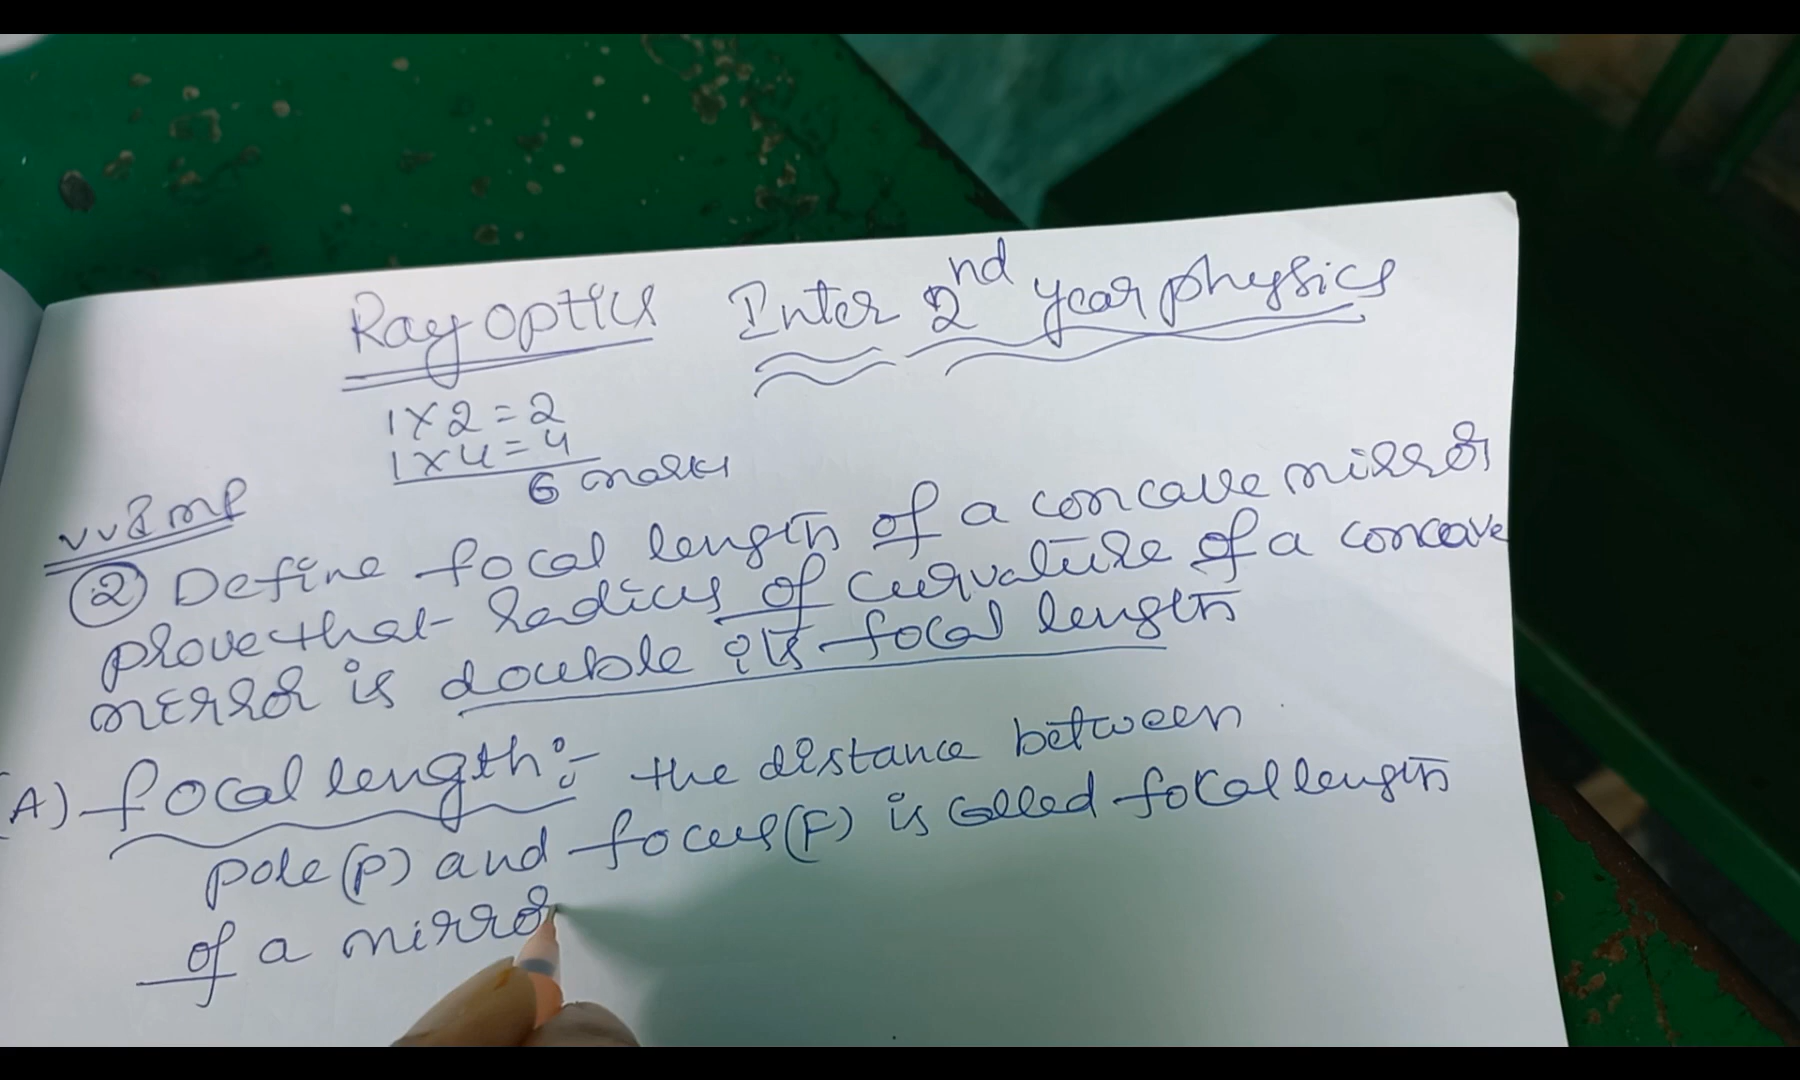 Ray optics Inter 2nd year physics
1 X 2 = 2
1 X 4 = 4
6 marks
vv Imp
② Define focal length of a concave mirror
prove that radius of curvature of a concave
mirror is double its focal length
(A) focal length:- the distance between
pole (p) and focus (F) is called focal length
of a mirror